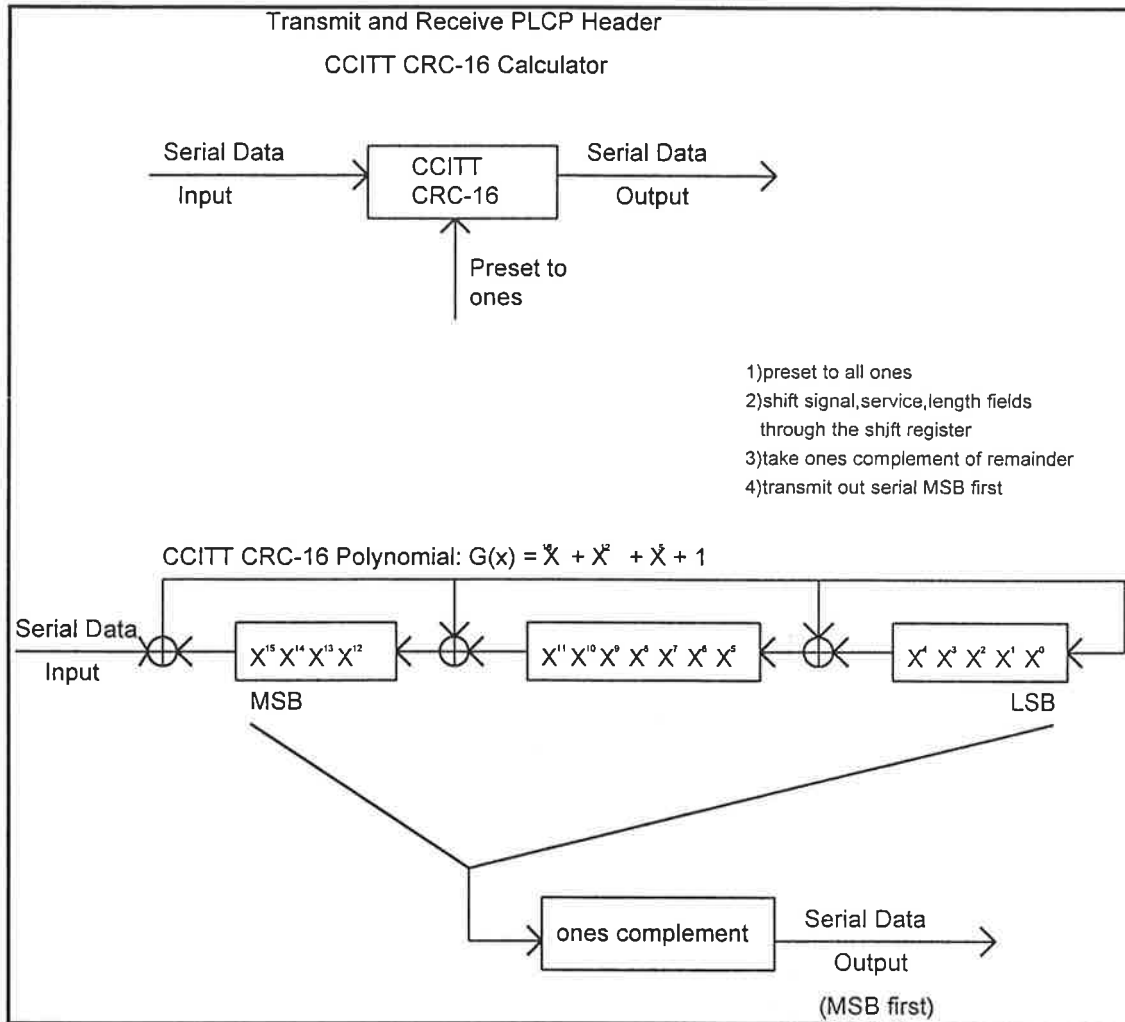 Transmit and Receive PLCP Header
CCITT CRC-16 Calculator
Serial Data
Input
CCITT
CRC-16
Serial Data
Output
Preset to
ones
1)preset to all ones
2)shift signal,service,length fields
through the shift register
3)take ones complement of remainder
4)transmit out serial MSB first
CCITT CRC-16 Polynomial: G(x) = X¹⁶ + X¹² + X⁵ + 1
Serial Data
Input
X¹⁵ X¹⁴ X¹³ X¹²
MSB
X¹¹ X¹⁰ X⁹ X⁸ X⁷ X⁶ X⁵
X⁴ X³ X² X¹ X⁰
LSB
ones complement
Serial Data
Output
(MSB first)